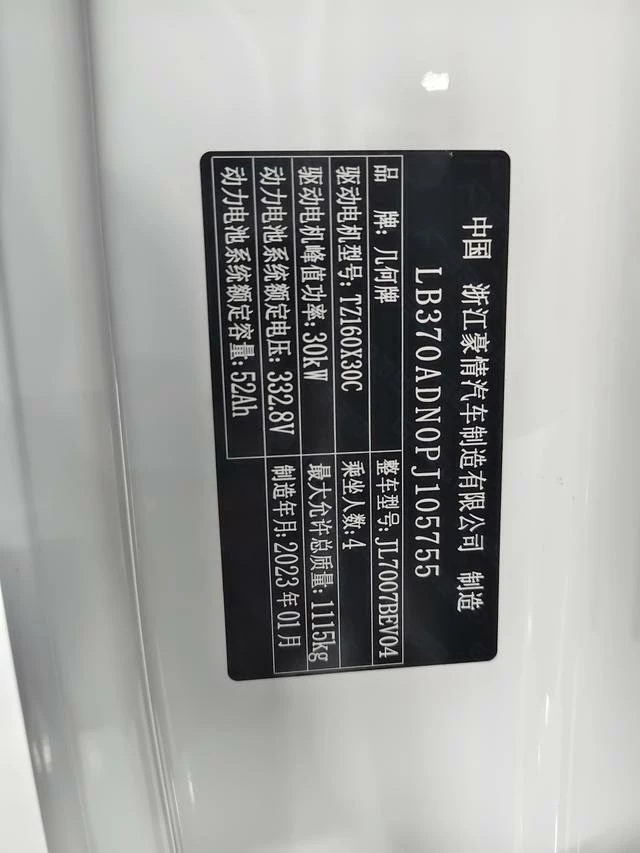 中国 浙江豪情汽车制造有限公司 制造
LB370ADN0PJ105755
品 牌:几何牌 整车型号:JL7007BEV04
驱动电机型号:TZ160X30C 乘坐人数:4
驱动电机峰值功率:30kW 最大允许总质量:1115kg
动力电池系统额定电压:332.8V 制造年月:2023年01月
动力电池系统额定容量:52Ah